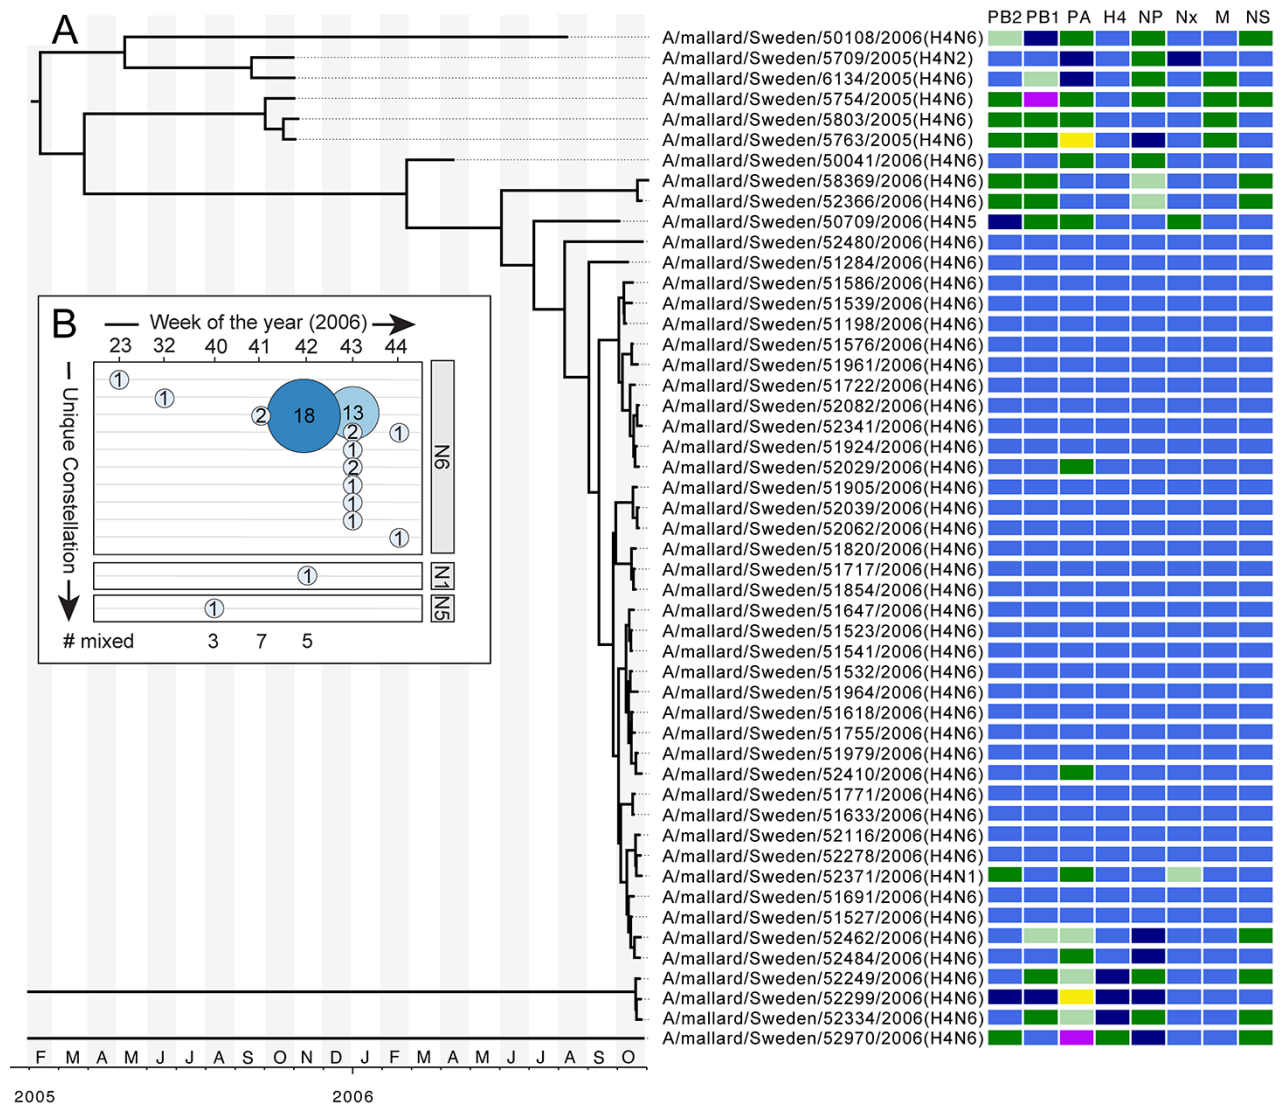 A
PB2 PB1 PA H4 NP Nx M NS
A/mallard/Sweden/50108/2006(H4N6)
A/mallard/Sweden/5709/2005(H4N2)
A/mallard/Sweden/6134/2005(H4N6)
A/mallard/Sweden/5754/2005(H4N6)
A/mallard/Sweden/5803/2005(H4N6)
A/mallard/Sweden/5763/2005(H4N6)
A/mallard/Sweden/50041/2006(H4N6)
A/mallard/Sweden/58369/2006(H4N6)
A/mallard/Sweden/52366/2006(H4N6)
A/mallard/Sweden/50709/2006(H4N5
A/mallard/Sweden/52480/2006(H4N6)
A/mallard/Sweden/51284/2006(H4N6)
A/mallard/Sweden/51586/2006(H4N6)
A/mallard/Sweden/51539/2006(H4N6)
A/mallard/Sweden/51198/2006(H4N6)
A/mallard/Sweden/51576/2006(H4N6)
A/mallard/Sweden/51961/2006(H4N6)
A/mallard/Sweden/51722/2006(H4N6)
A/mallard/Sweden/52082/2006(H4N6)
A/mallard/Sweden/52341/2006(H4N6)
A/mallard/Sweden/51924/2006(H4N6)
A/mallard/Sweden/52029/2006(H4N6)
A/mallard/Sweden/51905/2006(H4N6)
A/mallard/Sweden/52039/2006(H4N6)
A/mallard/Sweden/52062/2006(H4N6)
A/mallard/Sweden/51820/2006(H4N6)
A/mallard/Sweden/51717/2006(H4N6)
A/mallard/Sweden/51854/2006(H4N6)
A/mallard/Sweden/51647/2006(H4N6)
A/mallard/Sweden/51523/2006(H4N6)
A/mallard/Sweden/51541/2006(H4N6)
A/mallard/Sweden/51532/2006(H4N6)
A/mallard/Sweden/51964/2006(H4N6)
A/mallard/Sweden/51618/2006(H4N6)
A/mallard/Sweden/51755/2006(H4N6)
A/mallard/Sweden/51979/2006(H4N6)
A/mallard/Sweden/52410/2006(H4N6)
A/mallard/Sweden/51771/2006(H4N6)
A/mallard/Sweden/51633/2006(H4N6)
A/mallard/Sweden/52116/2006(H4N6)
A/mallard/Sweden/52278/2006(H4N6)
A/mallard/Sweden/52371/2006(H4N1)
A/mallard/Sweden/51691/2006(H4N6)
A/mallard/Sweden/51527/2006(H4N6)
A/mallard/Sweden/52462/2006(H4N6)
A/mallard/Sweden/52484/2006(H4N6)
A/mallard/Sweden/52249/2006(H4N6)
A/mallard/Sweden/52299/2006(H4N6)
A/mallard/Sweden/52334/2006(H4N6)
A/mallard/Sweden/52970/2006(H4N6)
B
Week of the year (2006)
23 32 40 41 42 43 44
Unique Constellation
1
1
2 18 13
2 1
1
2
1
1
1
1
N6
1
N1
1
N5
# mixed 3 7 5
F M A M J J A S O N D J F M A M J J A S O
2005 2006